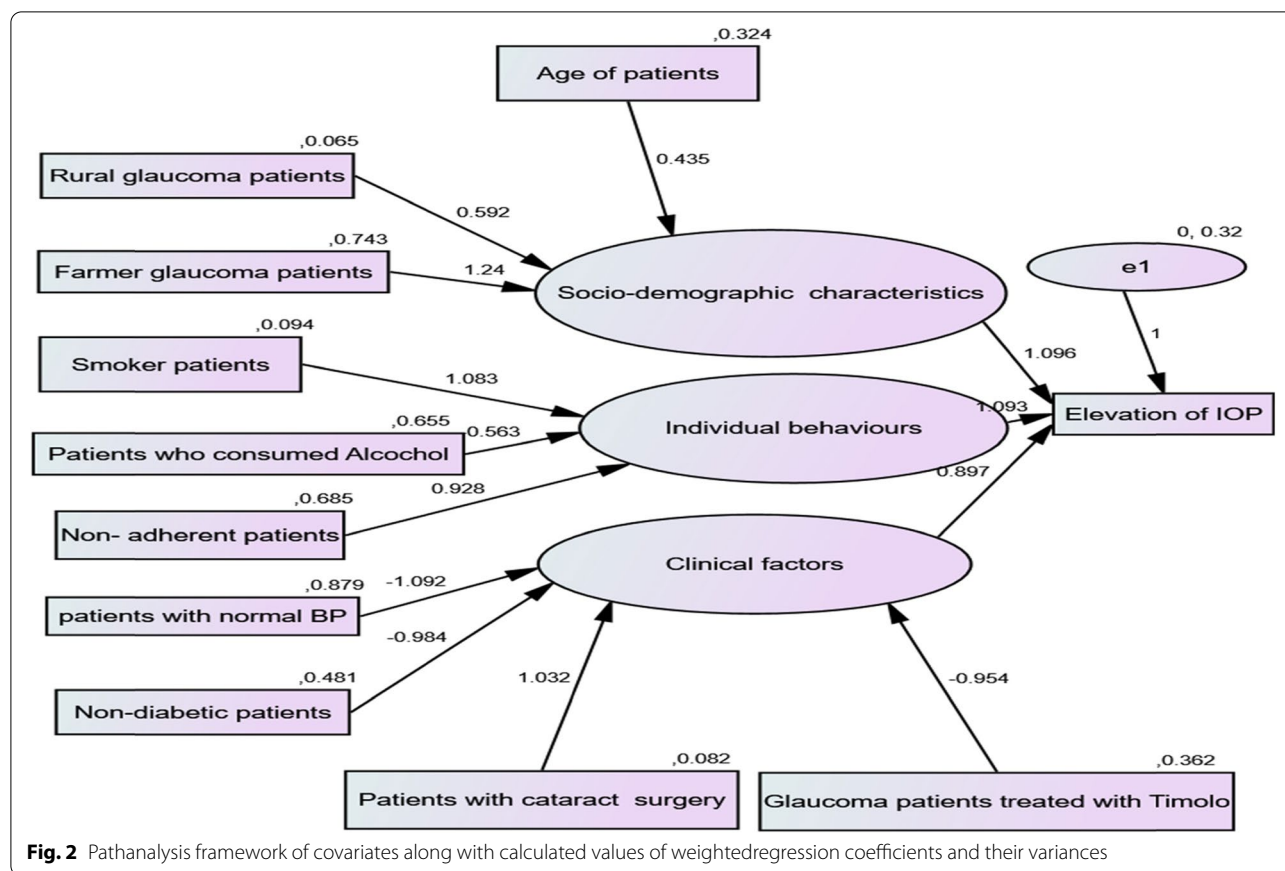 ,0.324
Age of patients
0.435
,0.065
Rural glaucoma patients
0.592
,0.743
Farmer glaucoma patients
1.24
Socio-demographic characteristics
0, 0.32
e1
1
1.096
,0.094
Smoker patients
1.083
Individual behaviours
1.093
Elevation of IOP
,0.655
0.563
Patients who consumed Alcochol
0.897
0.928
,0.685
Non- adherent patients
Clinical factors
,0.879
-1.092
patients with normal BP
-0.984
,0.481
Non-diabetic patients
1.032
-0.954
,0.082
Patients with cataract surgery
,0.362
Glaucoma patients treated with Timolo
Fig. 2 Pathanalysis framework of covariates along with calculated values of weightedregression coefficients and their variances